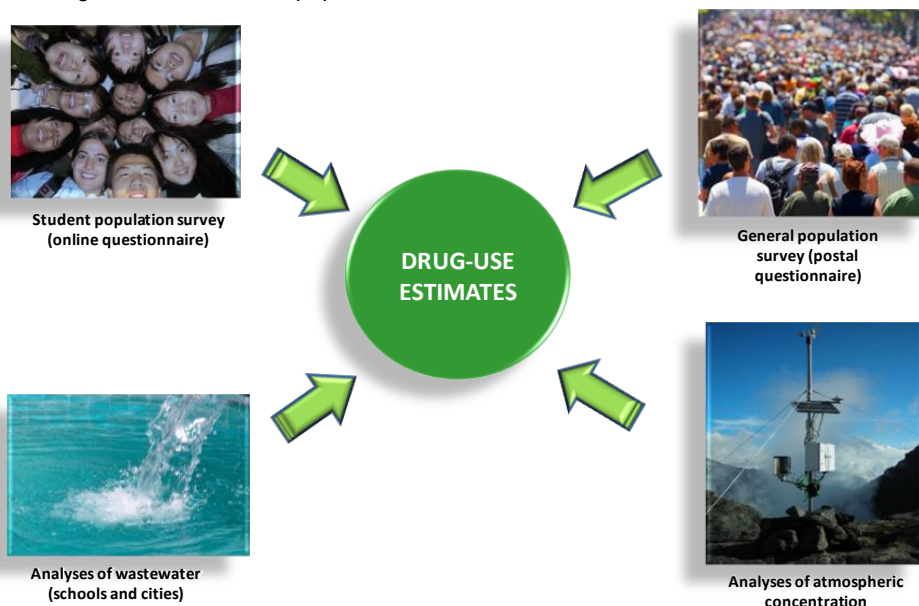 Student population survey
(online questionnaire)
General population
survey (postal
questionnaire)
DRUG-USE
ESTIMATES
Analyses of wastewater
(schools and cities)
Analyses of atmospheric
concentration